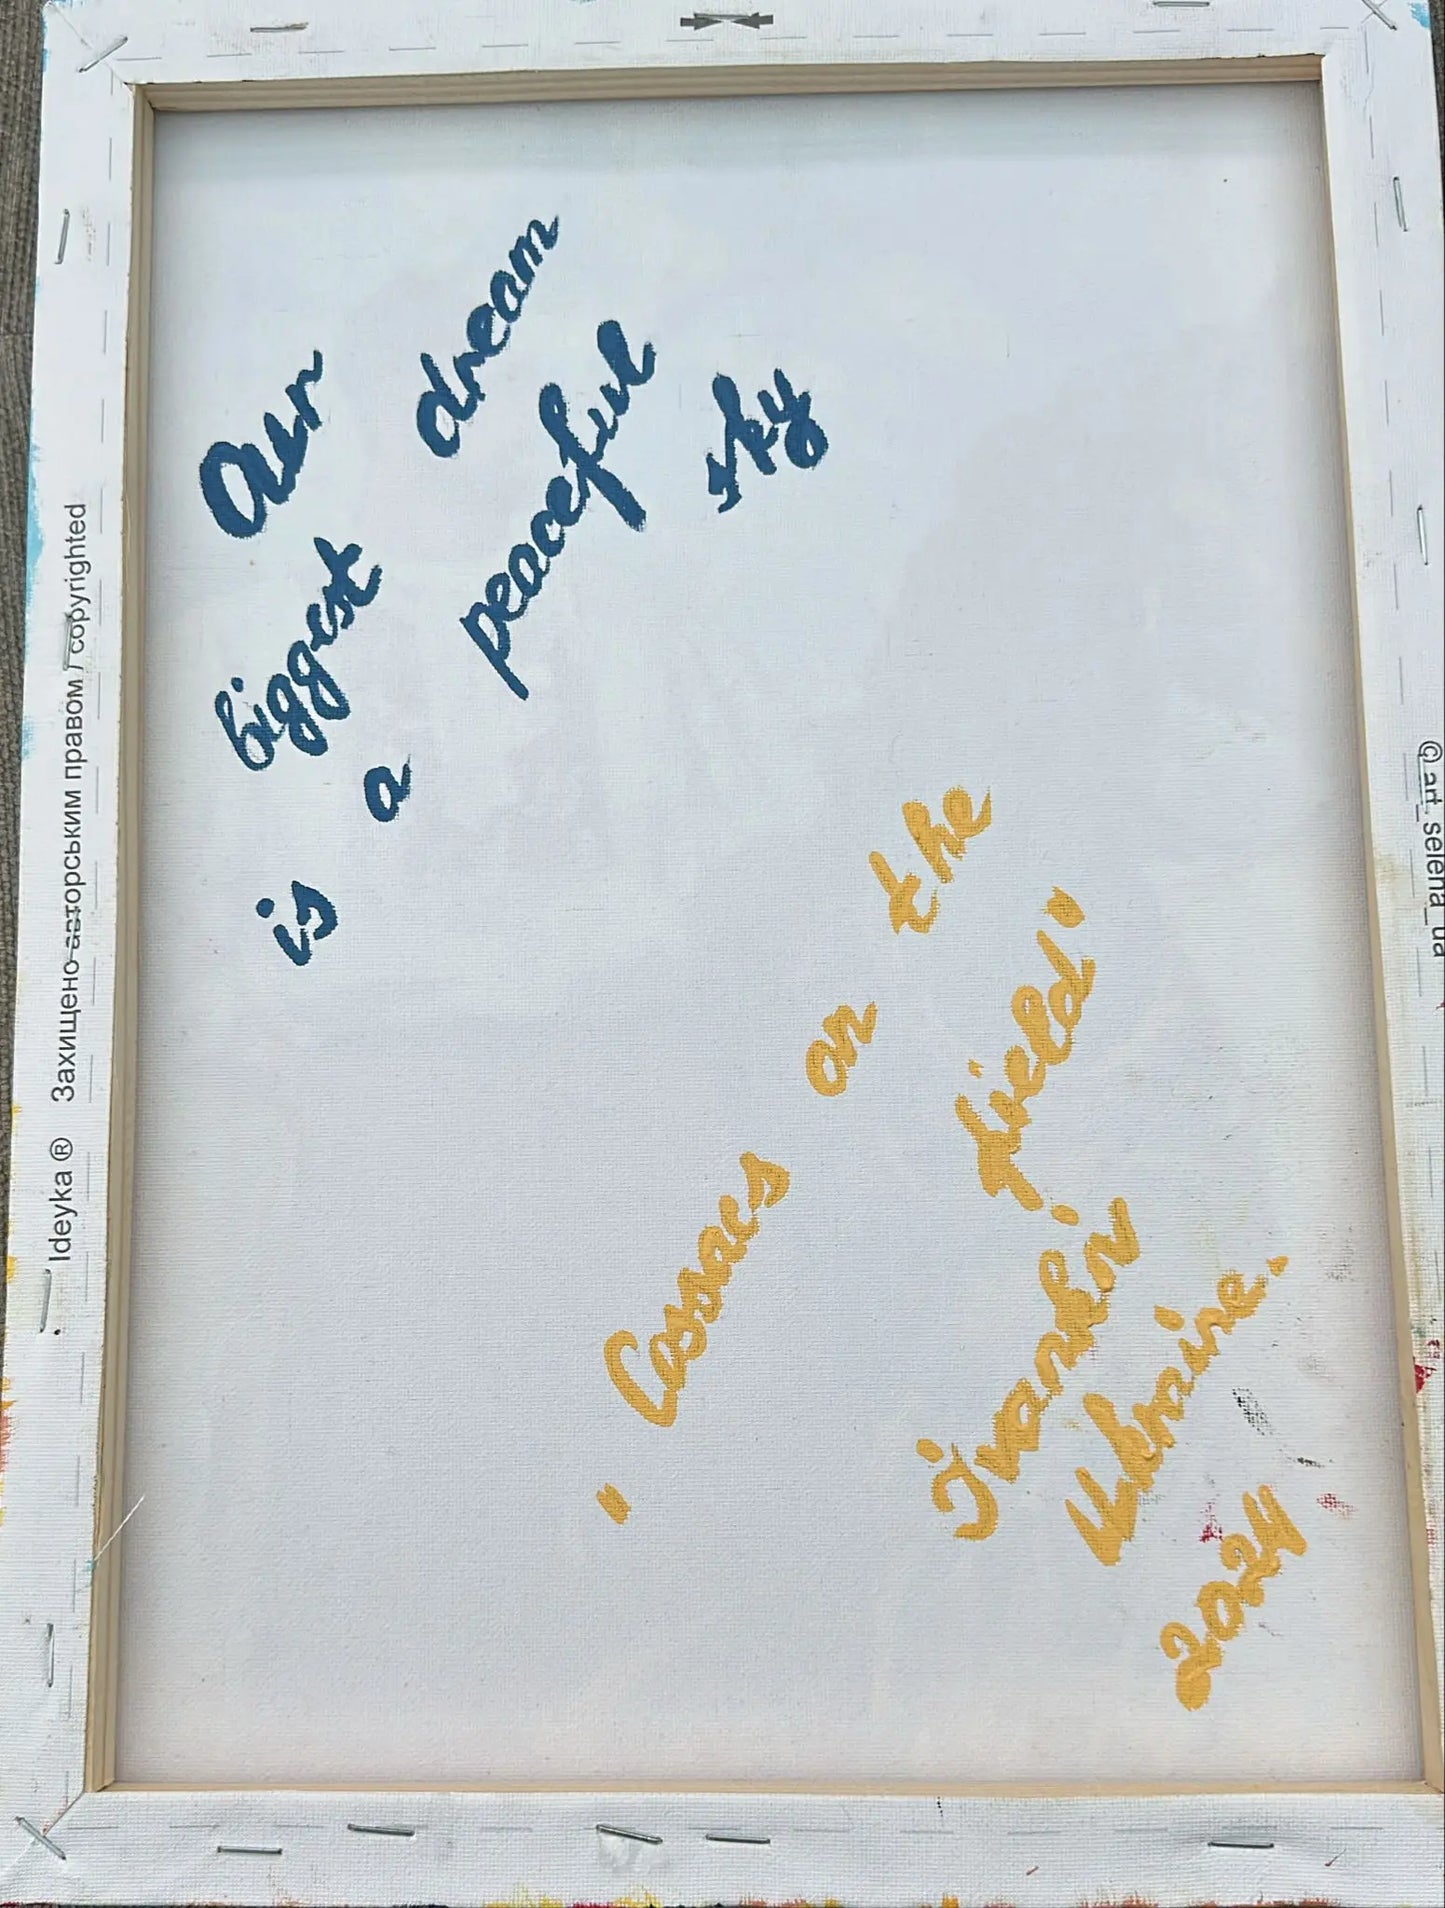 Our dream
biggest peaceful sky
is a
"Cossacs on the
field"
Ivankiv
Ukraine.
2024
Ideyka ® Захищено авторським правом / copyrighted
© art_selena_ua